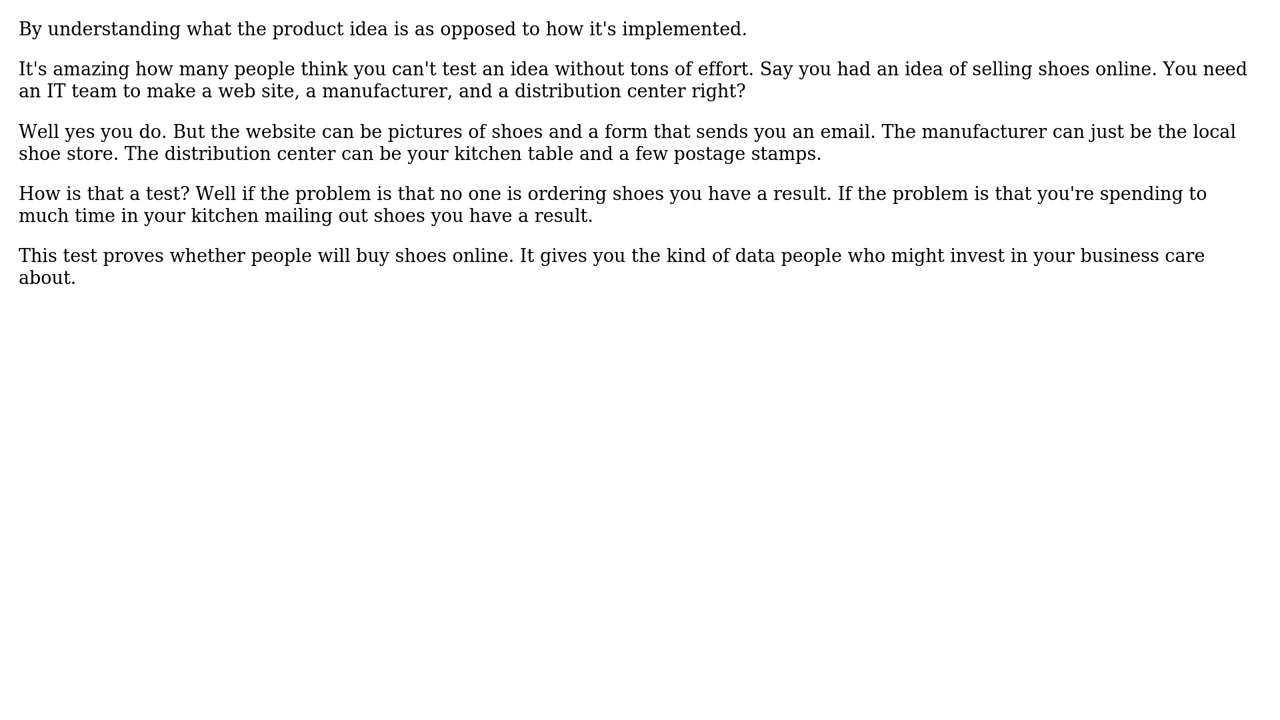 By understanding what the product idea is as opposed to how it's implemented.
It's amazing how many people think you can't test an idea without tons of effort. Say you had an idea of selling shoes online. You need
an IT team to make a web site, a manufacturer, and a distribution center right?
Well yes you do. But the website can be pictures of shoes and a form that sends you an email. The manufacturer can just be the local
shoe store. The distribution center can be your kitchen table and a few postage stamps.
How is that a test? Well if the problem is that no one is ordering shoes you have a result. If the problem is that you're spending to
much time in your kitchen mailing out shoes you have a result.
This test proves whether people will buy shoes online. It gives you the kind of data people who might invest in your business care
about.